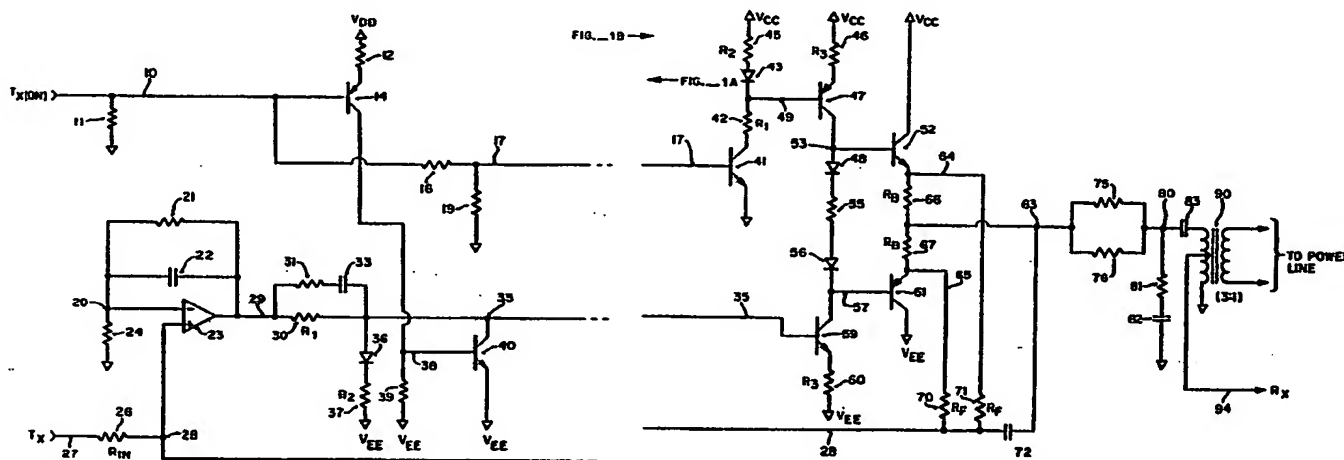 VCC
VCC
VCC
VDD
FIG._1B
R2
45
R3
46
12
43
FIG._1A
TX(ON)
10
14
47
49
11
42
R1
52
53
17
17
41
48
64
16
19
RB
66
55
63
75
80
83
90
21
RB
67
76
TO POWER
LINE
56
65
22
31
33
61
81
(3:1)
20
29
35
35
57
23
59
VEE
82
24
30
R1
36
38
40
R3
60
70
RF
71
RF
RX
94
R2
37
39
VEE
TX
26
VEE
VEE
VEE
27
RIN
28
28
72